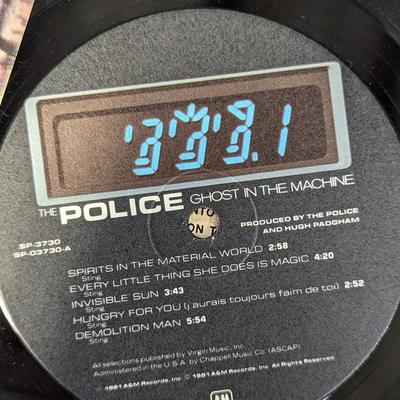 THE POLICE GHOST IN THE MACHINE
SP-3730
SP-03730-A
PRODUCED BY THE POLICE
AND HUGH PADGHAM
SPIRITS IN THE MATERIAL WORLD 2:58
Sting
EVERY LITTLE THING SHE DOES IS MAGIC 4:20
Sting
INVISIBLE SUN 3:43
Sting
HUNGRY FOR YOU (j'aurais toujours faim de toi) 2:52
Sting
DEMOLITION MAN 5:54
Sting
All selections published by Virgin Music, Inc.
Administered in the U.S.A. by Chappel Music Co. (ASCAP)
℗ 1981 A&M Records, Inc. © 1981 A&M Records, Inc. All Rights Reserved.
A&M